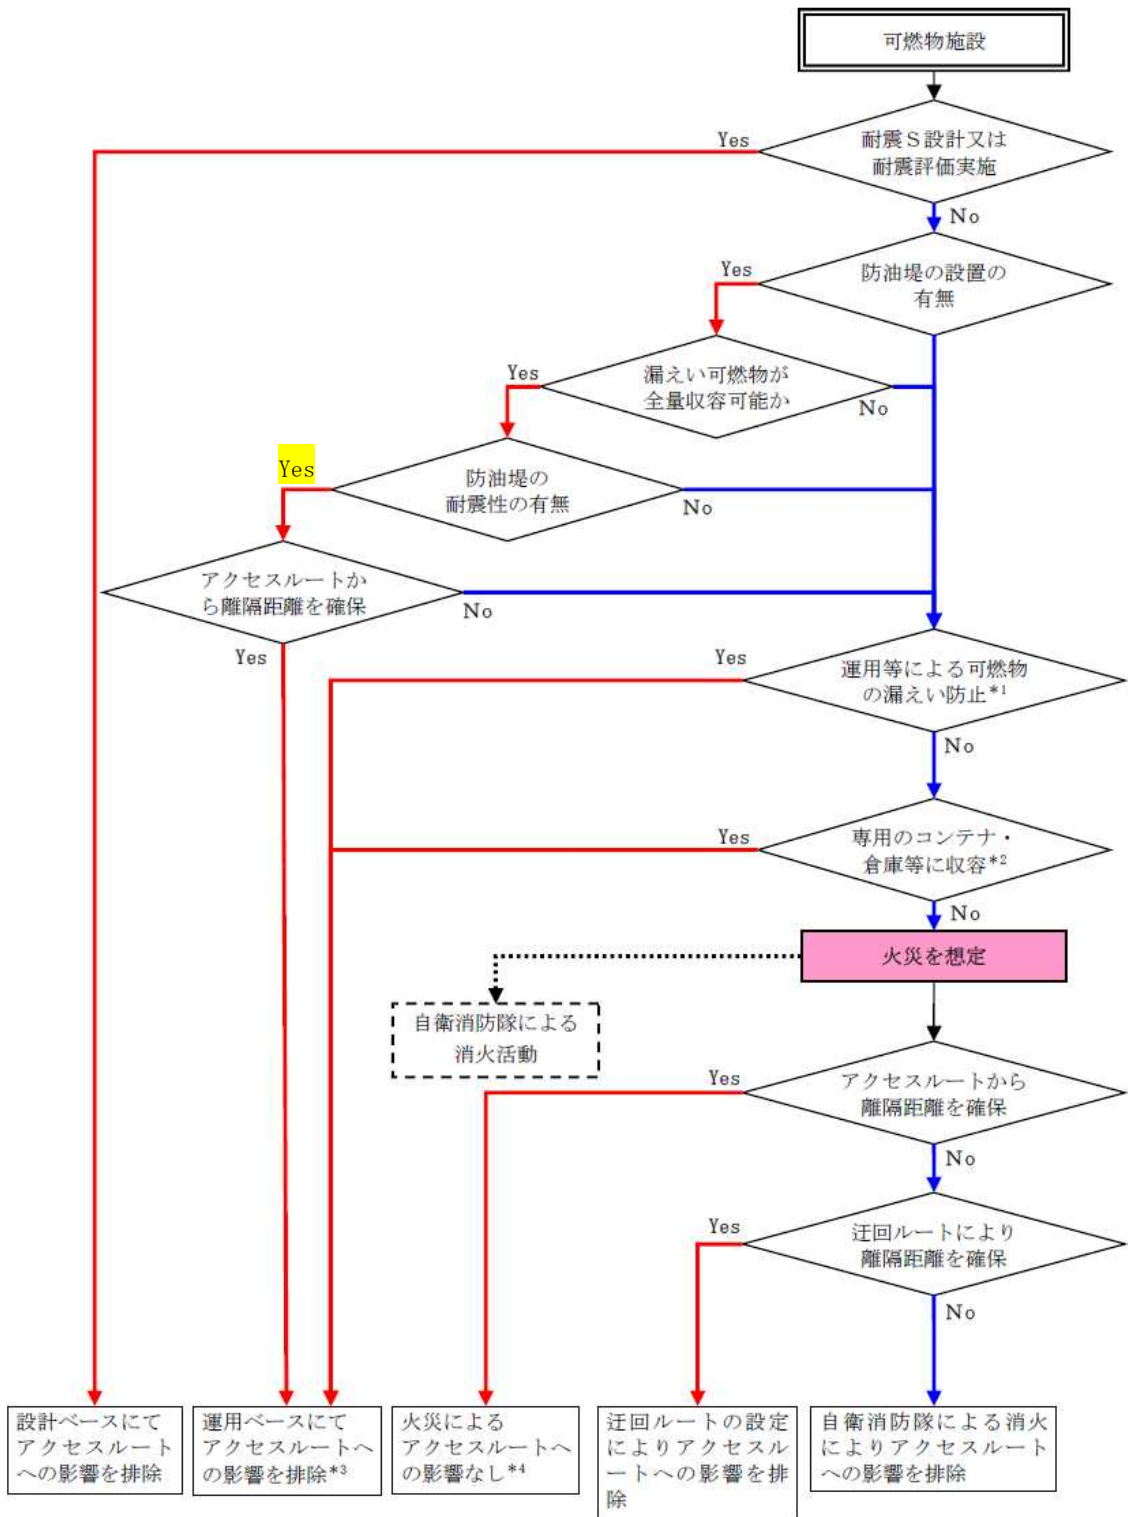 可燃物施設
Yes
耐震Ｓ設計又は
耐震評価実施
No
Yes
防油堤の設置の
有無
Yes
漏えい可燃物が
全量収容可能か
No
Yes
防油堤の
耐震性の有無
No
アクセスルートか
ら離隔距離を確保
No
Yes
Yes
運用等による可燃物
の漏えい防止*1
No
Yes
専用のコンテナ・
倉庫等に収容*2
No
火災を想定
自衛消防隊による
消火活動
Yes
アクセスルートから
離隔距離を確保
No
Yes
迂回ルートにより
離隔距離を確保
No
設計ベースにて
アクセスルート
への影響を排除
運用ベースにて
アクセスルートへ
の影響を排除*3
火災による
アクセスルートへ
の影響なし*4
迂回ルートの設定
によりアクセスル
ートへの影響を排
除
自衛消防隊による消火
によりアクセスルート
への影響を排除